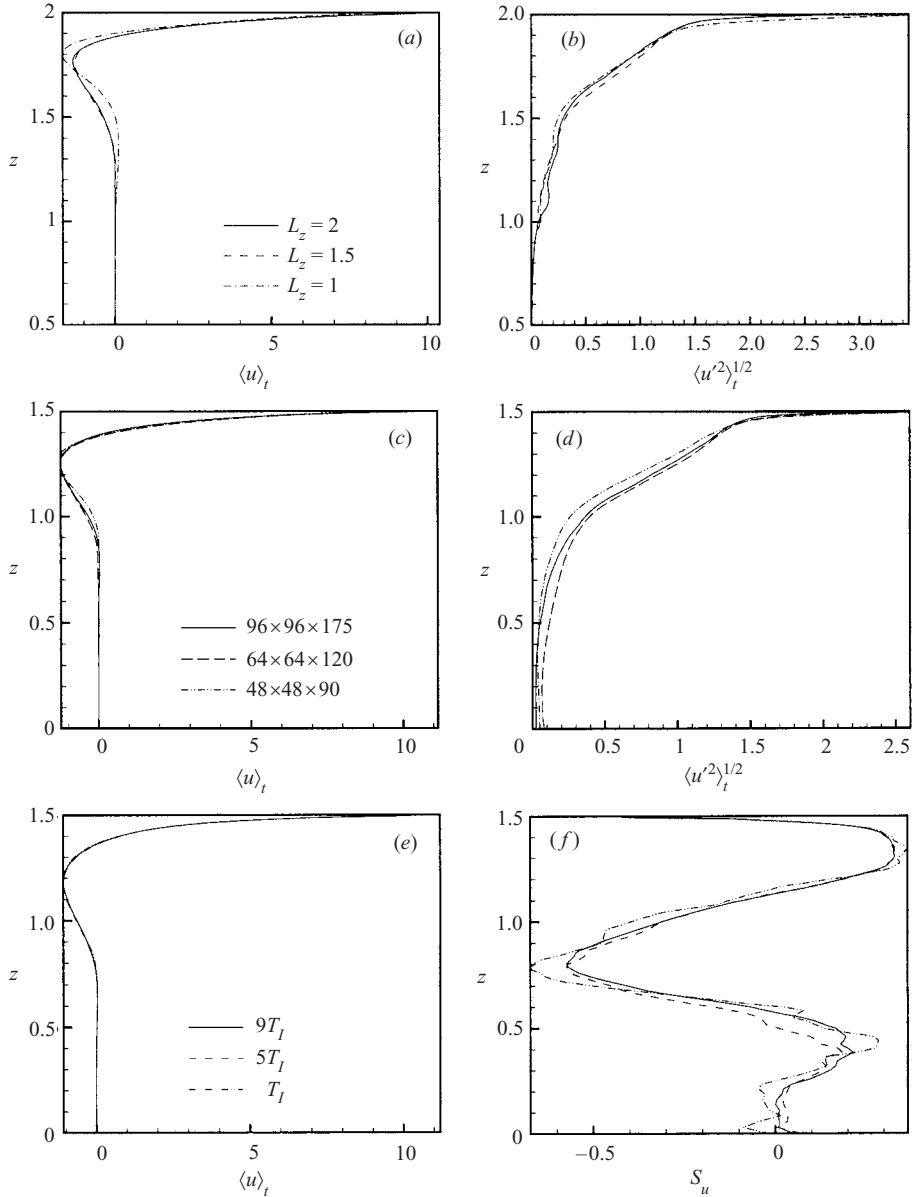 2
(a)
1.5
z
L_z = 2
1
L_z = 1.5
L_z = 1
0.5
0
5
10
⟨u⟩_t
2.0
(b)
1.5
z
1.0
0.5
0
0.5
1.0
1.5
2.0
2.5
3.0
⟨u′²⟩_t^{1/2}
1.5
(c)
1.0
z
0.5
96×96×175
64×64×120
48×48×90
0
0
5
10
⟨u⟩_t
1.5
(d)
1.0
z
0.5
0
0
0.5
1
1.5
2
2.5
⟨u′²⟩_t^{1/2}
1.5
(e)
1.0
z
0.5
9T_I
5T_I
T_I
0
0
5
10
⟨u⟩_t
1.5
(f)
1.0
z
0.5
0
−0.5
0
S_u